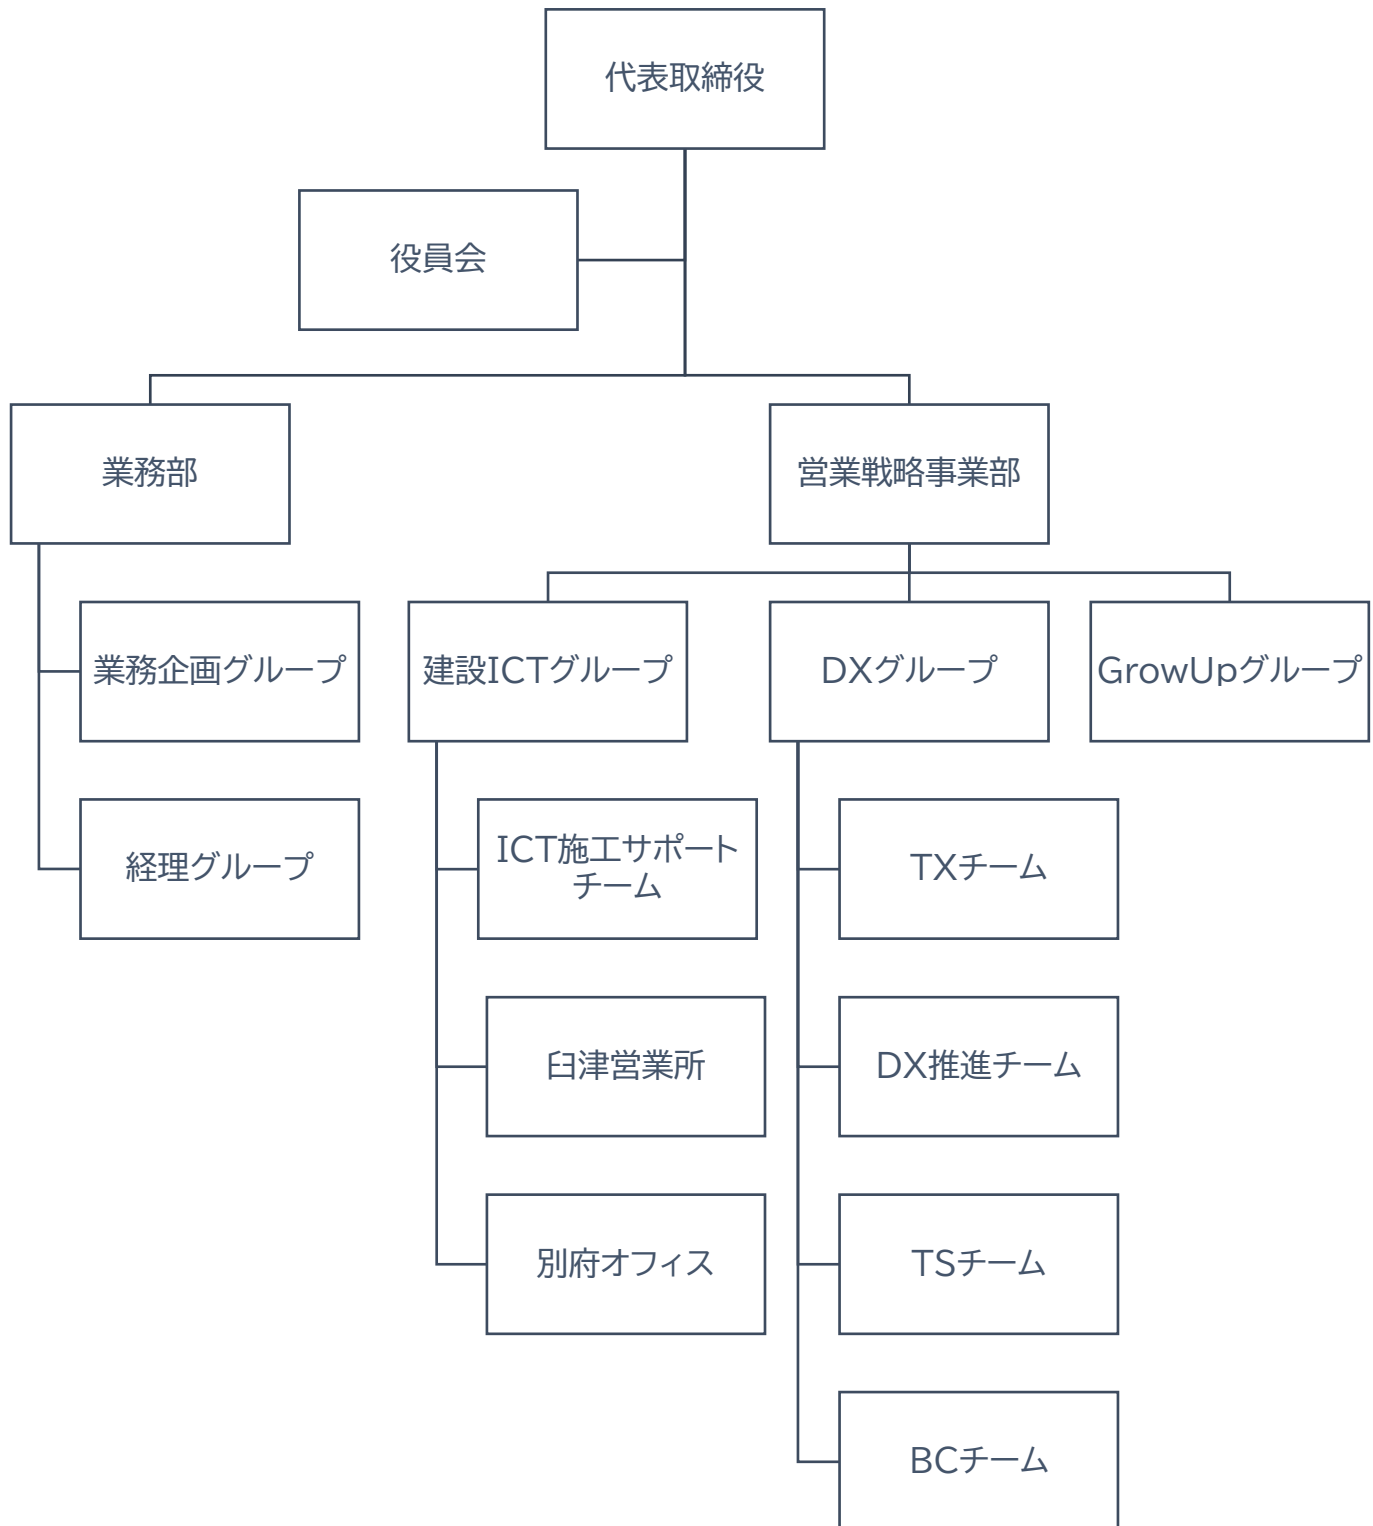 代表取締役
役員会
業務部
営業戦略事業部
業務企画グループ
建設ICTグループ
DXグループ
GrowUpグループ
経理グループ
ICT施工サポート
チーム
TXチーム
臼津営業所
DX推進チーム
別府オフィス
TSチーム
BCチーム